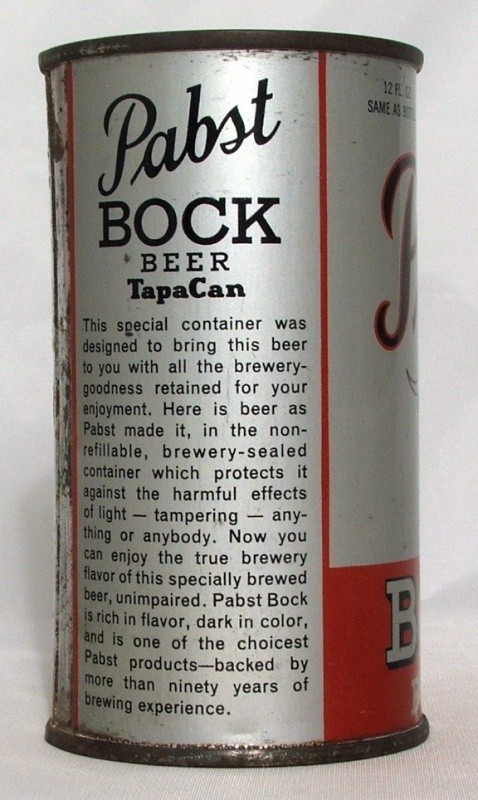 Pabst
BOCK
BEER
TapaCan
This special container was
designed to bring this beer
to you with all the brewery-
goodness retained for your
enjoyment. Here is beer as
Pabst made it, in the non-
refillable, brewery-sealed
container which protects it
against the harmful effects
of light — tampering — any-
thing or anybody. Now you
can enjoy the true brewery
flavor of this specially brewed
beer, unimpaired. Pabst Bock
is rich in flavor, dark in color,
and is one of the choicest
Pabst products—backed by
more than ninety years of
brewing experience.
12 FL. OZ.
SAME AS